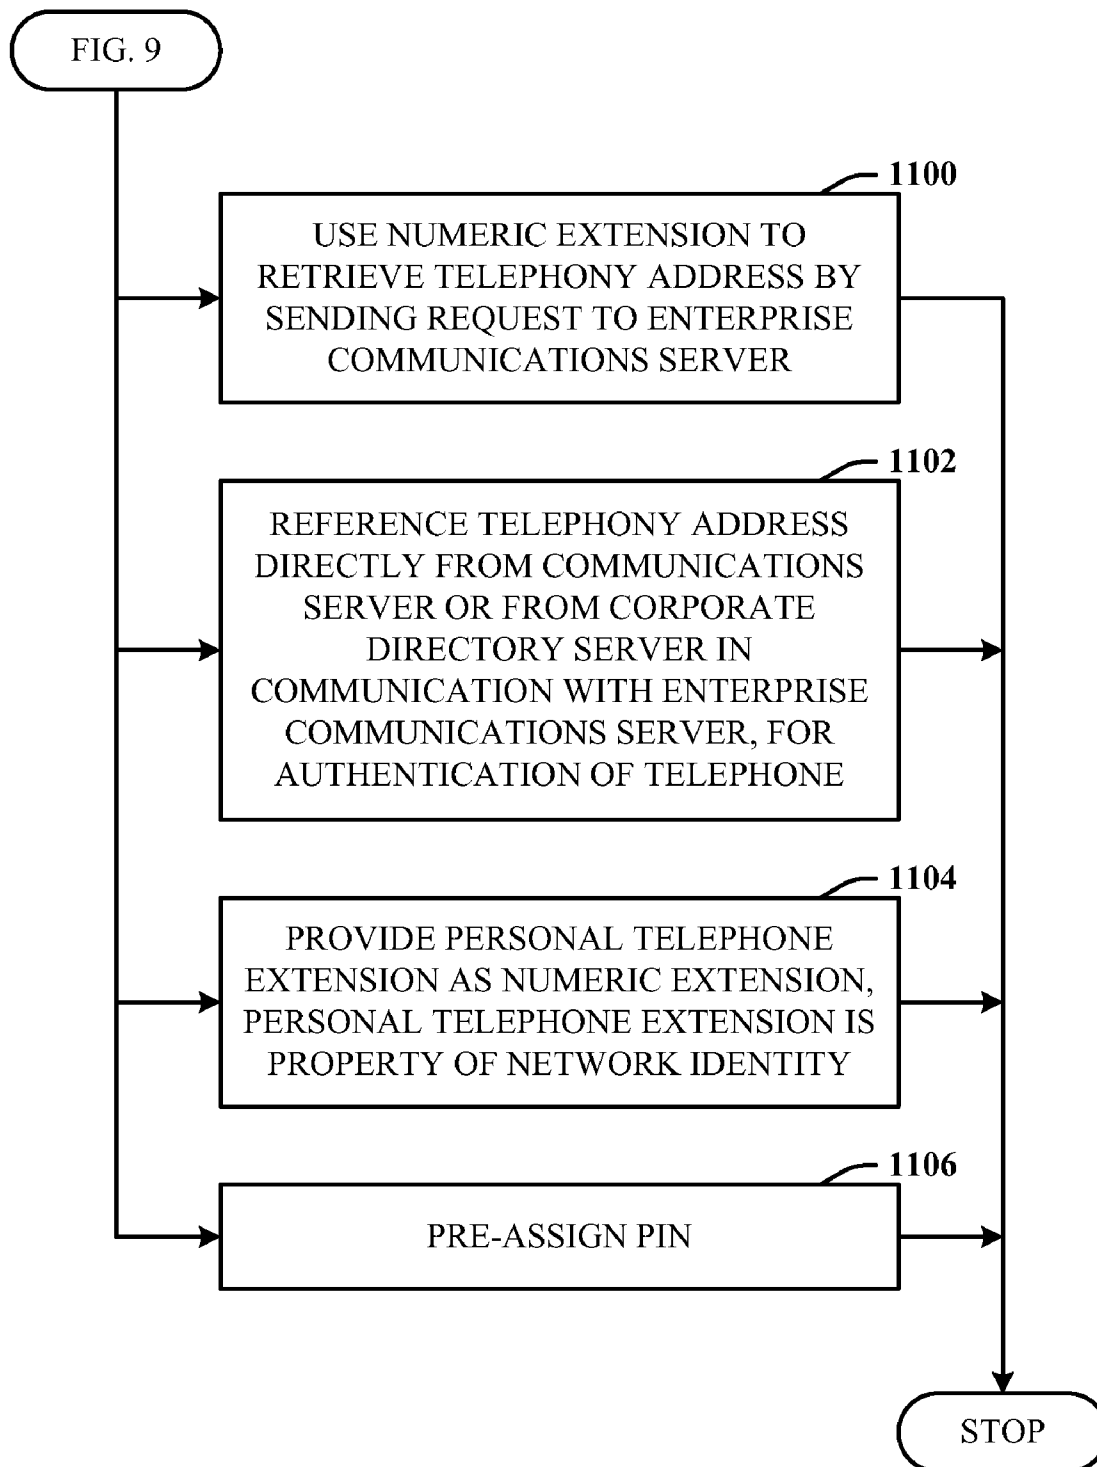 FIG. 9
1100
USE NUMERIC EXTENSION TO
RETRIEVE TELEPHONY ADDRESS BY
SENDING REQUEST TO ENTERPRISE
COMMUNICATIONS SERVER
1102
REFERENCE TELEPHONY ADDRESS
DIRECTLY FROM COMMUNICATIONS
SERVER OR FROM CORPORATE
DIRECTORY SERVER IN
COMMUNICATION WITH ENTERPRISE
COMMUNICATIONS SERVER, FOR
AUTHENTICATION OF TELEPHONE
1104
PROVIDE PERSONAL TELEPHONE
EXTENSION AS NUMERIC EXTENSION,
PERSONAL TELEPHONE EXTENSION IS
PROPERTY OF NETWORK IDENTITY
1106
PRE-ASSIGN PIN
STOP